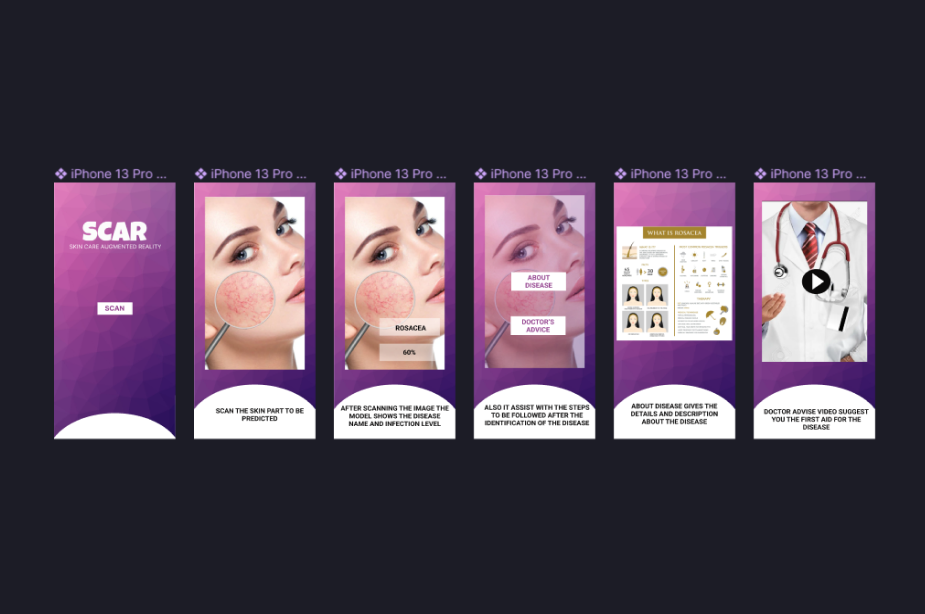 iPhone 13 Pro ...
SCAR
SKIN CARE AUGMENTED REALITY
SCAN
iPhone 13 Pro ...
SCAN THE SKIN PART TO BE
PREDICTED
iPhone 13 Pro ...
ROSACEA
60%
AFTER SCANNING THE IMAGE THE
MODEL SHOWS THE DISEASE
NAME AND INFECTION LEVEL
iPhone 13 Pro ...
ABOUT
DISEASE
DOCTOR'S
ADVICE
ALSO IT ASSIST WITH THE STEPS
TO BE FOLLOWED AFTER THE
IDENTIFICATION OF THE DISEASE
iPhone 13 Pro ...
WHAT IS ROSACEA
ABOUT DISEASE GIVES THE
DETAILS AND DESCRIPTION
ABOUT THE DISEASE
iPhone 13 Pro ...
DOCTOR ADVISE VIDEO SUGGEST
YOU THE FIRST AID FOR THE
DISEASE